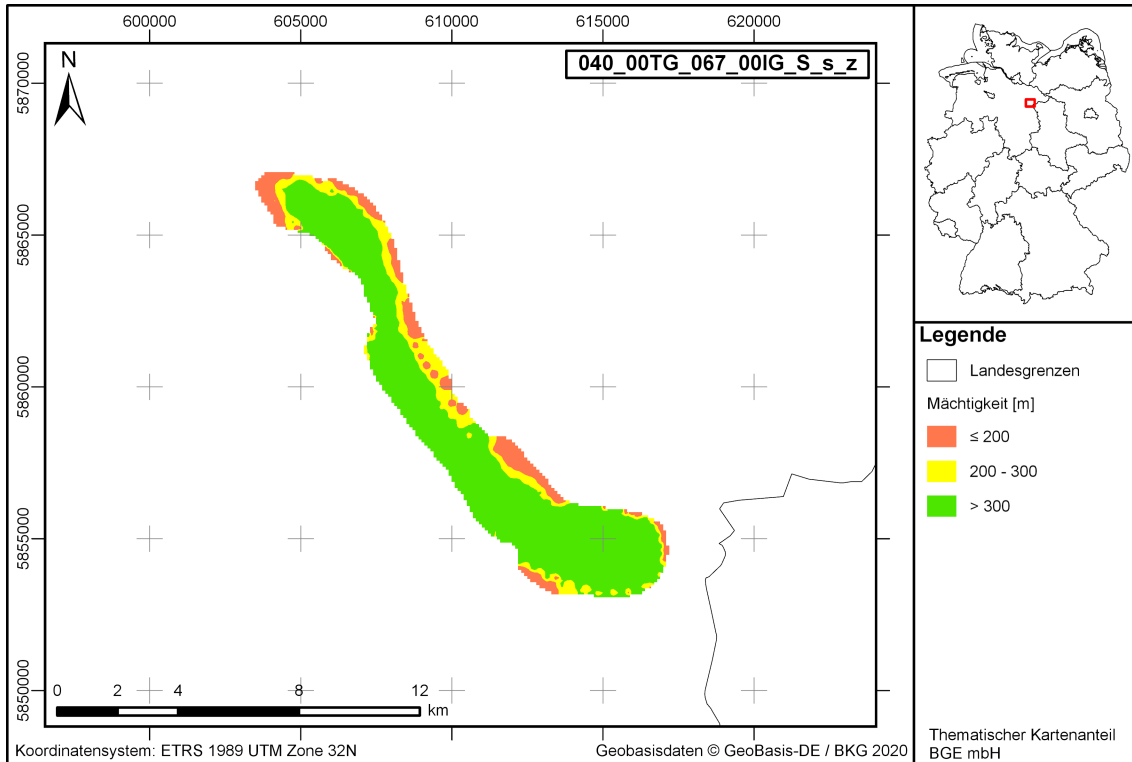 600000 605000 610000 615000 620000
5870000
5865000
5860000
5855000
5850000
N
040_00TG_067_00IG_S_s_z
0 2 4 8 12
km
Koordinatensystem: ETRS 1989 UTM Zone 32N
Geobasisdaten © GeoBasis-DE / BKG 2020
Legende
Landesgrenzen
Mächtigkeit [m]
≤ 200
200 - 300
> 300
Thematischer Kartenanteil
BGE mbH